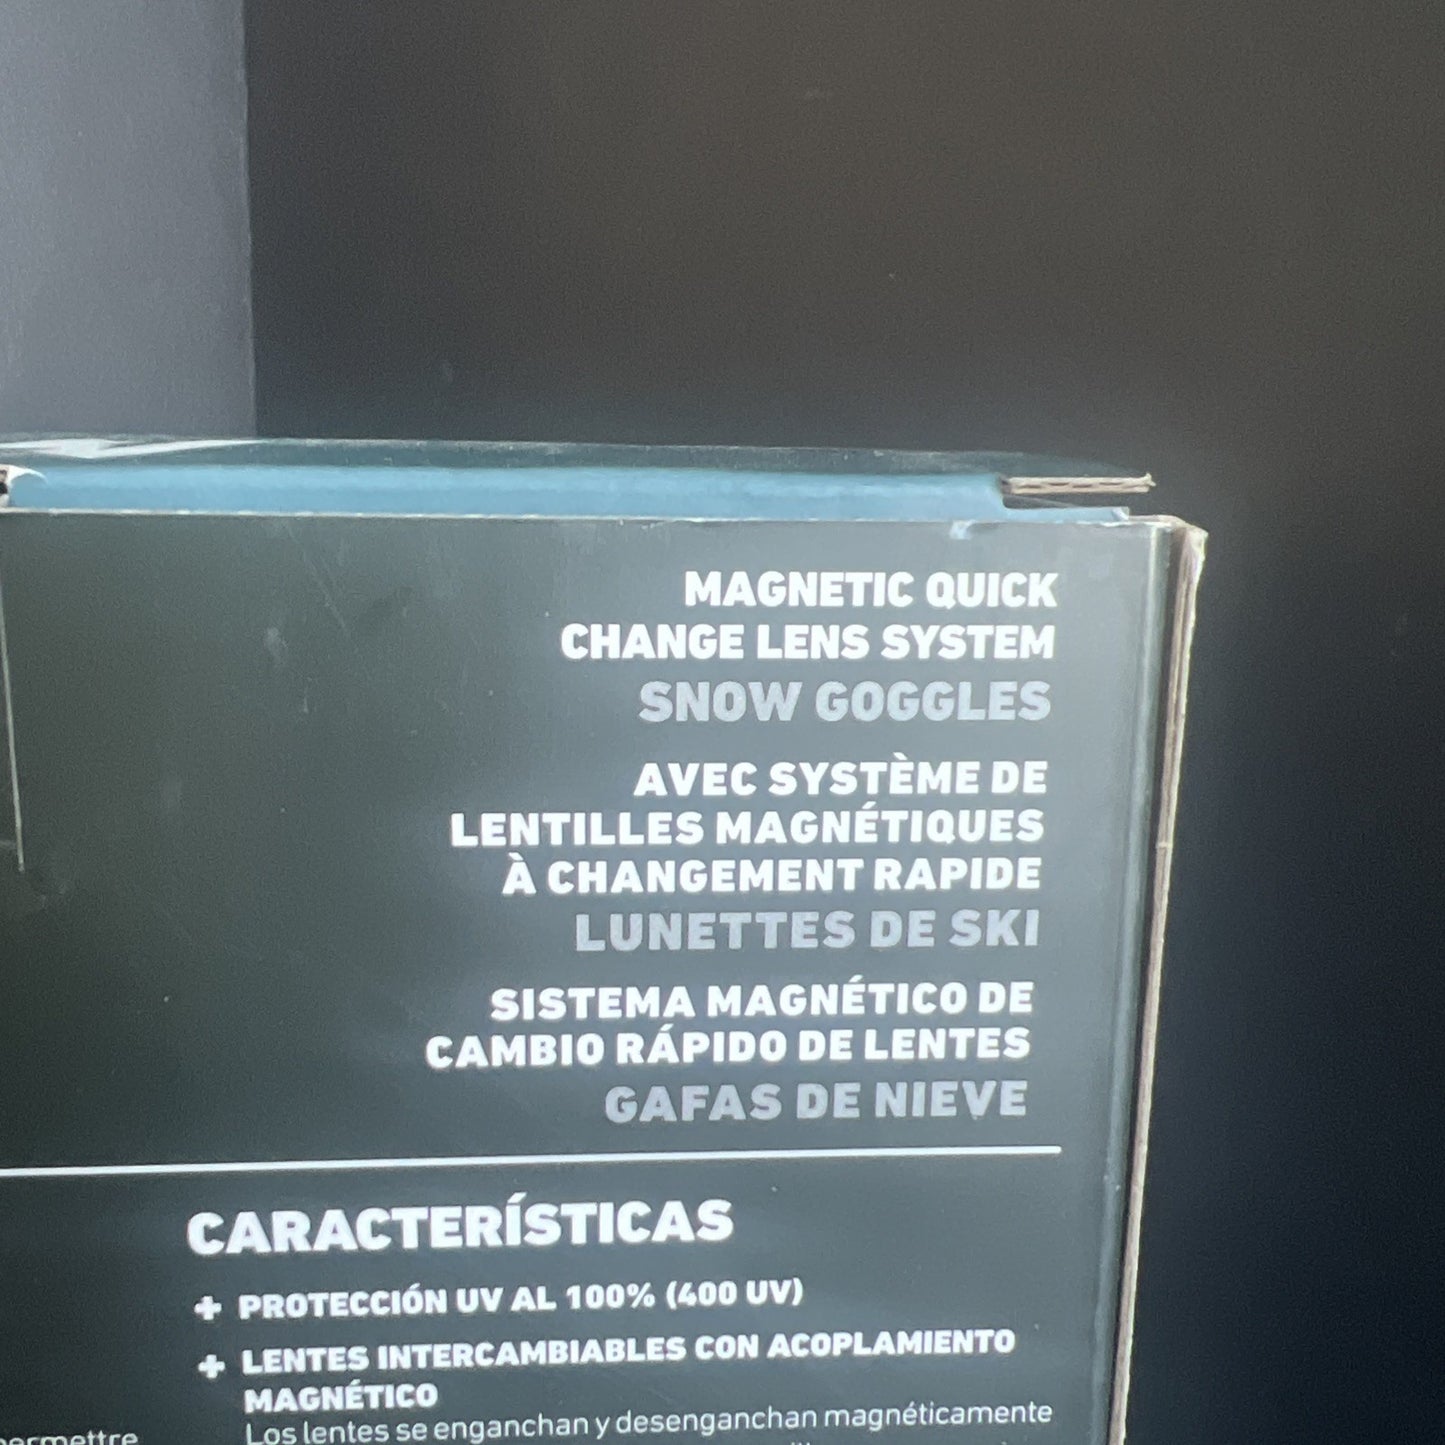 MAGNETIC QUICK
CHANGE LENS SYSTEM
SNOW GOGGLES
AVEC SYSTÈME DE
LENTILLES MAGNÉTIQUES
À CHANGEMENT RAPIDE
LUNETTES DE SKI
SISTEMA MAGNÉTICO DE
CAMBIO RÁPIDO DE LENTES
GAFAS DE NIEVE
CARACTERÍSTICAS
+ PROTECCIÓN UV AL 100% (400 UV)
+ LENTES INTERCAMBIABLES CON ACOPLAMIENTO
MAGNÉTICO
Los lentes se enganchan y desenganchan magnéticamente